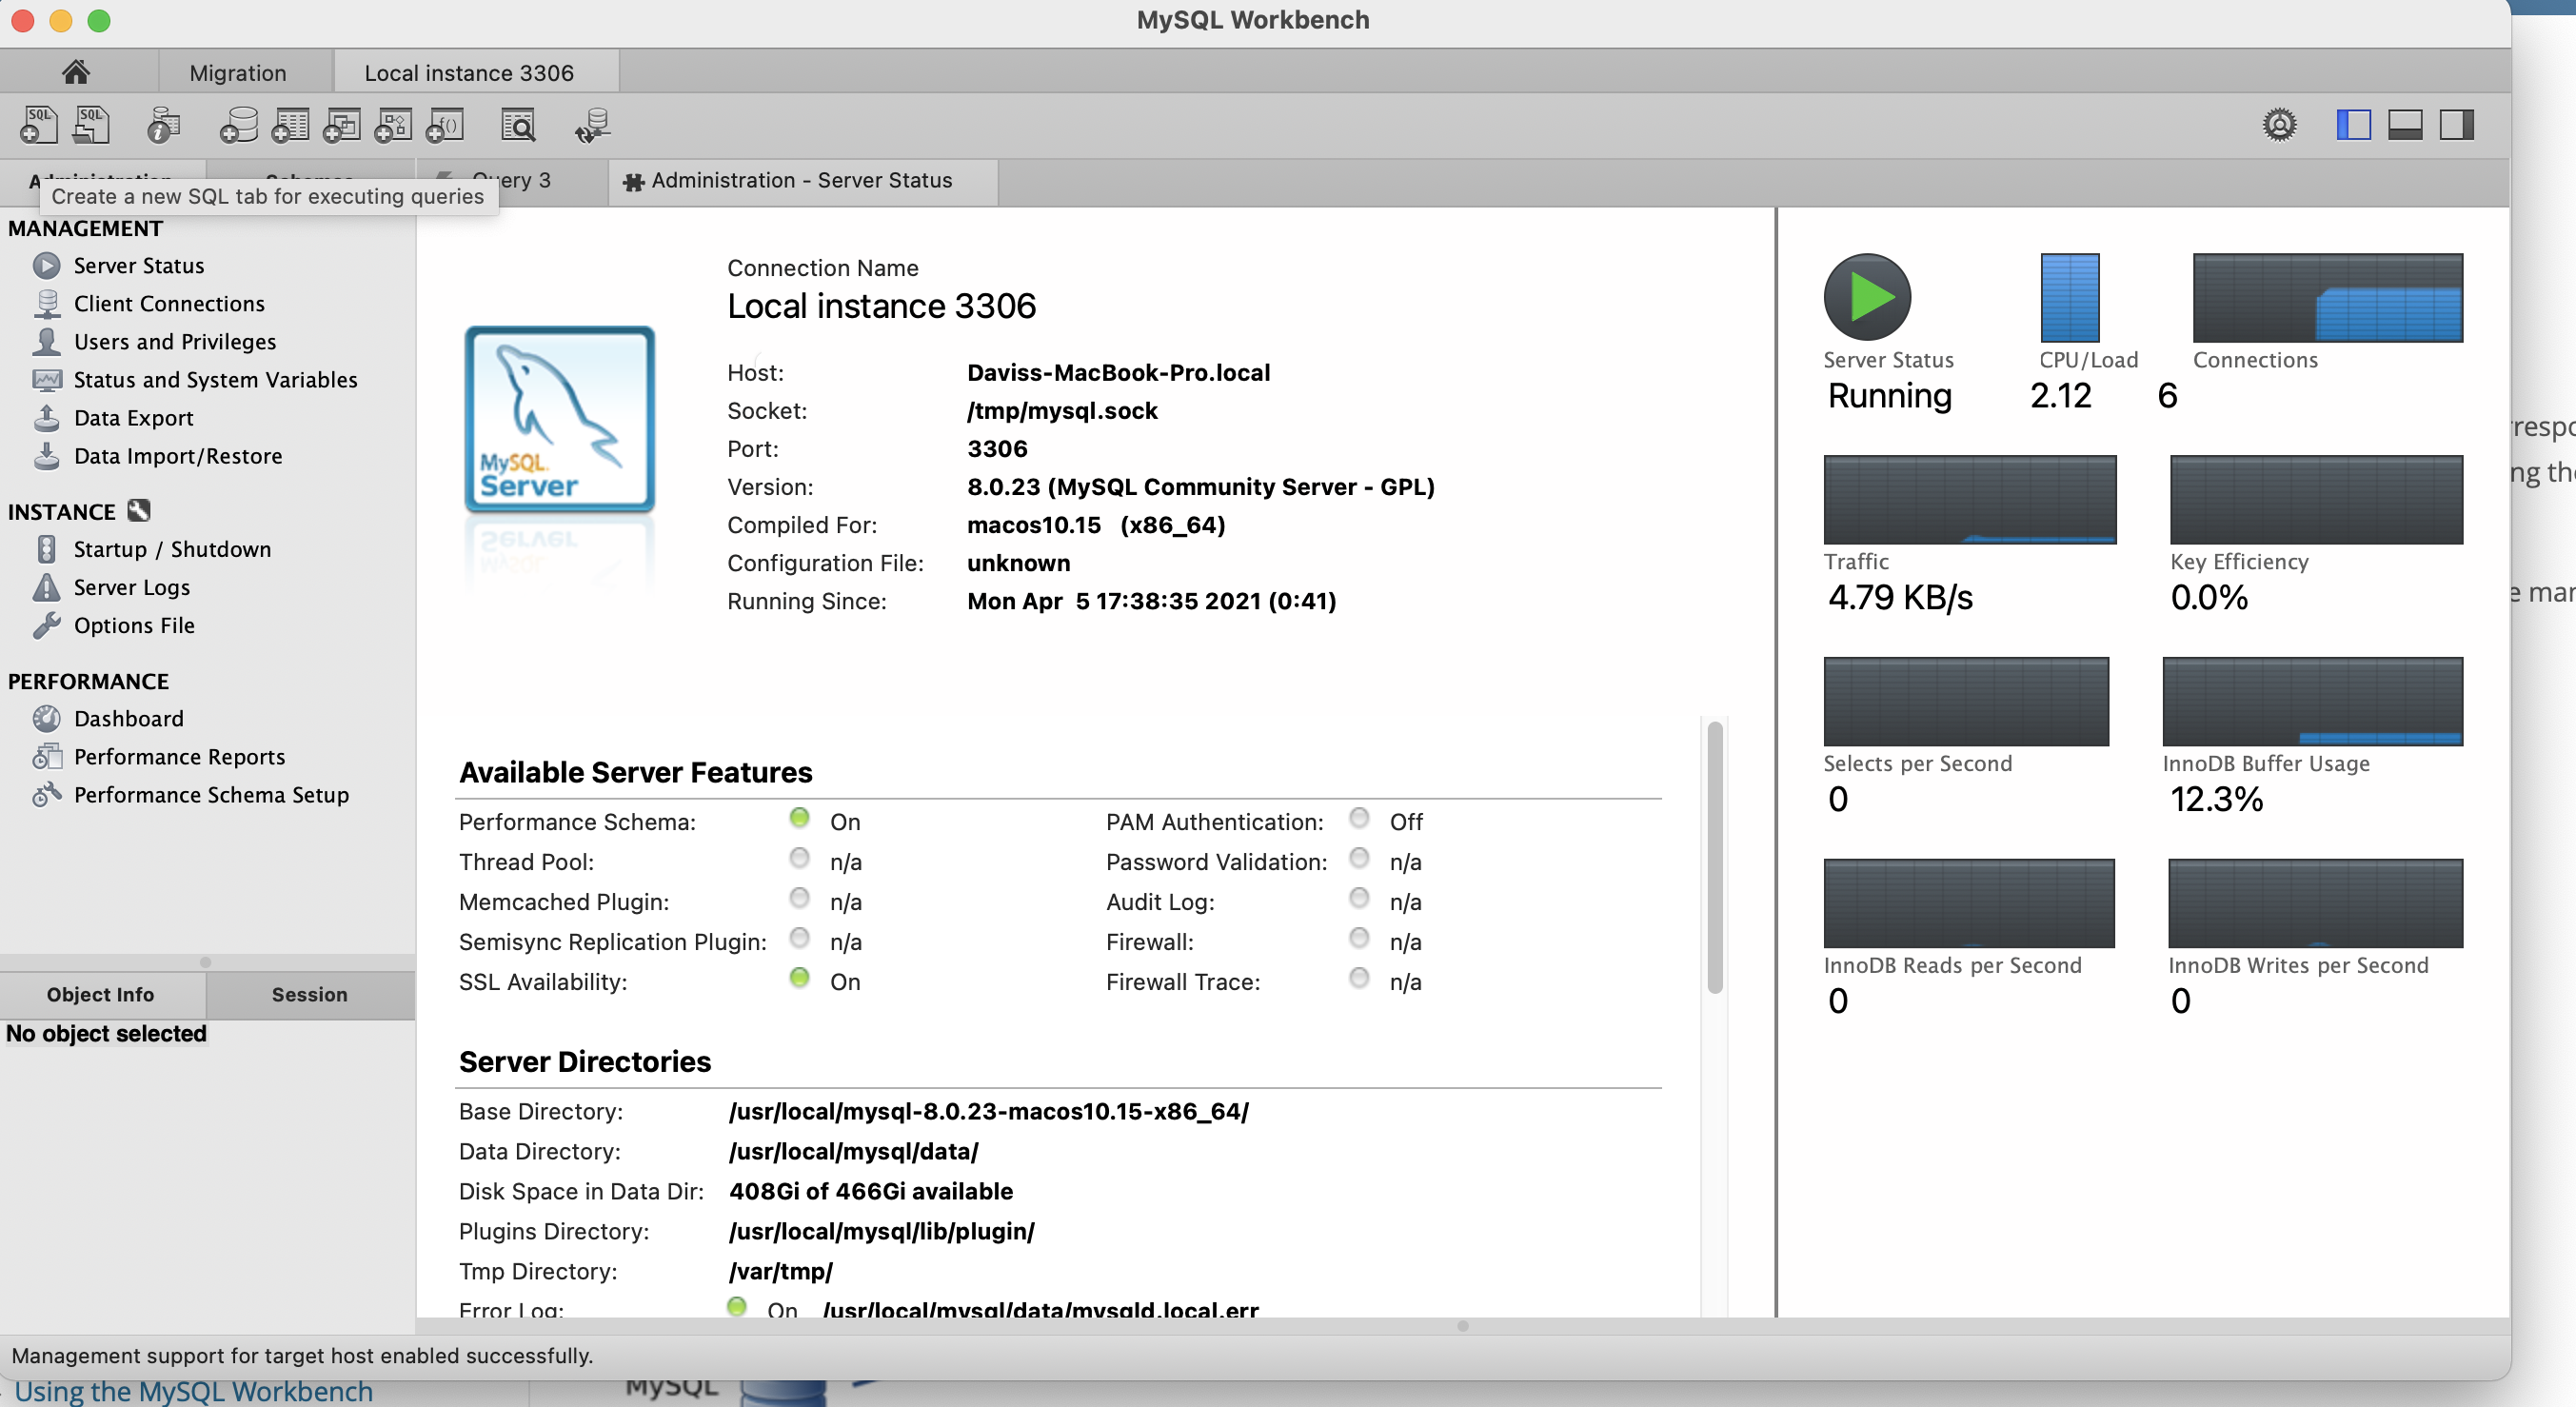 MySQL Workbench
Migration
Local instance 3306
Schemas
Query 3
Administration - Server Status
Create a new SQL tab for executing queries
MANAGEMENT
Server Status
Client Connections
Users and Privileges
Status and System Variables
Data Export
Data Import/Restore
INSTANCE
Startup / Shutdown
Server Logs
Options File
PERFORMANCE
Dashboard
Performance Reports
Performance Schema Setup
Object Info
Session
No object selected
Connection Name
Local instance 3306
MySQL
Server
Host: Daviss-MacBook-Pro.local
Socket: /tmp/mysql.sock
Port: 3306
Version: 8.0.23 (MySQL Community Server - GPL)
Compiled For: macos10.15 (x86_64)
Configuration File: unknown
Running Since: Mon Apr 5 17:38:35 2021 (0:41)
Available Server Features
Performance Schema: On PAM Authentication: Off
Thread Pool: n/a Password Validation: n/a
Memcached Plugin: n/a Audit Log: n/a
Semisync Replication Plugin: n/a Firewall: n/a
SSL Availability: On Firewall Trace: n/a
Server Directories
Base Directory: /usr/local/mysql-8.0.23-macos10.15-x86_64/
Data Directory: /usr/local/mysql/data/
Disk Space in Data Dir: 408Gi of 466Gi available
Plugins Directory: /usr/local/mysql/lib/plugin/
Tmp Directory: /var/tmp/
Error Log: On /usr/local/mysql/data/mysqld.local.err
Server Status CPU/Load Connections
Running 2.12 6
Traffic Key Efficiency
4.79 KB/s 0.0%
Selects per Second InnoDB Buffer Usage
0 12.3%
InnoDB Reads per Second InnoDB Writes per Second
0 0
Management support for target host enabled successfully.
Using the MySQL Workbench
MySQL